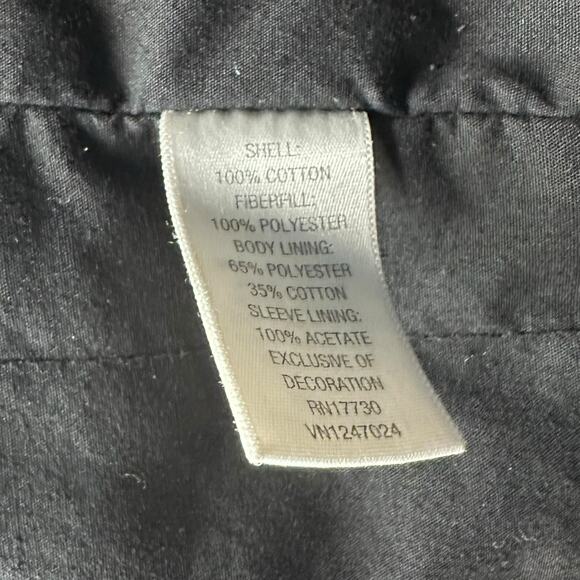 SHELL:
100% COTTON
FIBERFILL:
100% POLYESTER
BODY LINING:
65% POLYESTER
35% COTTON
SLEEVE LINING:
100% ACETATE
EXCLUSIVE OF
DECORATION
RN17730
VN1247024